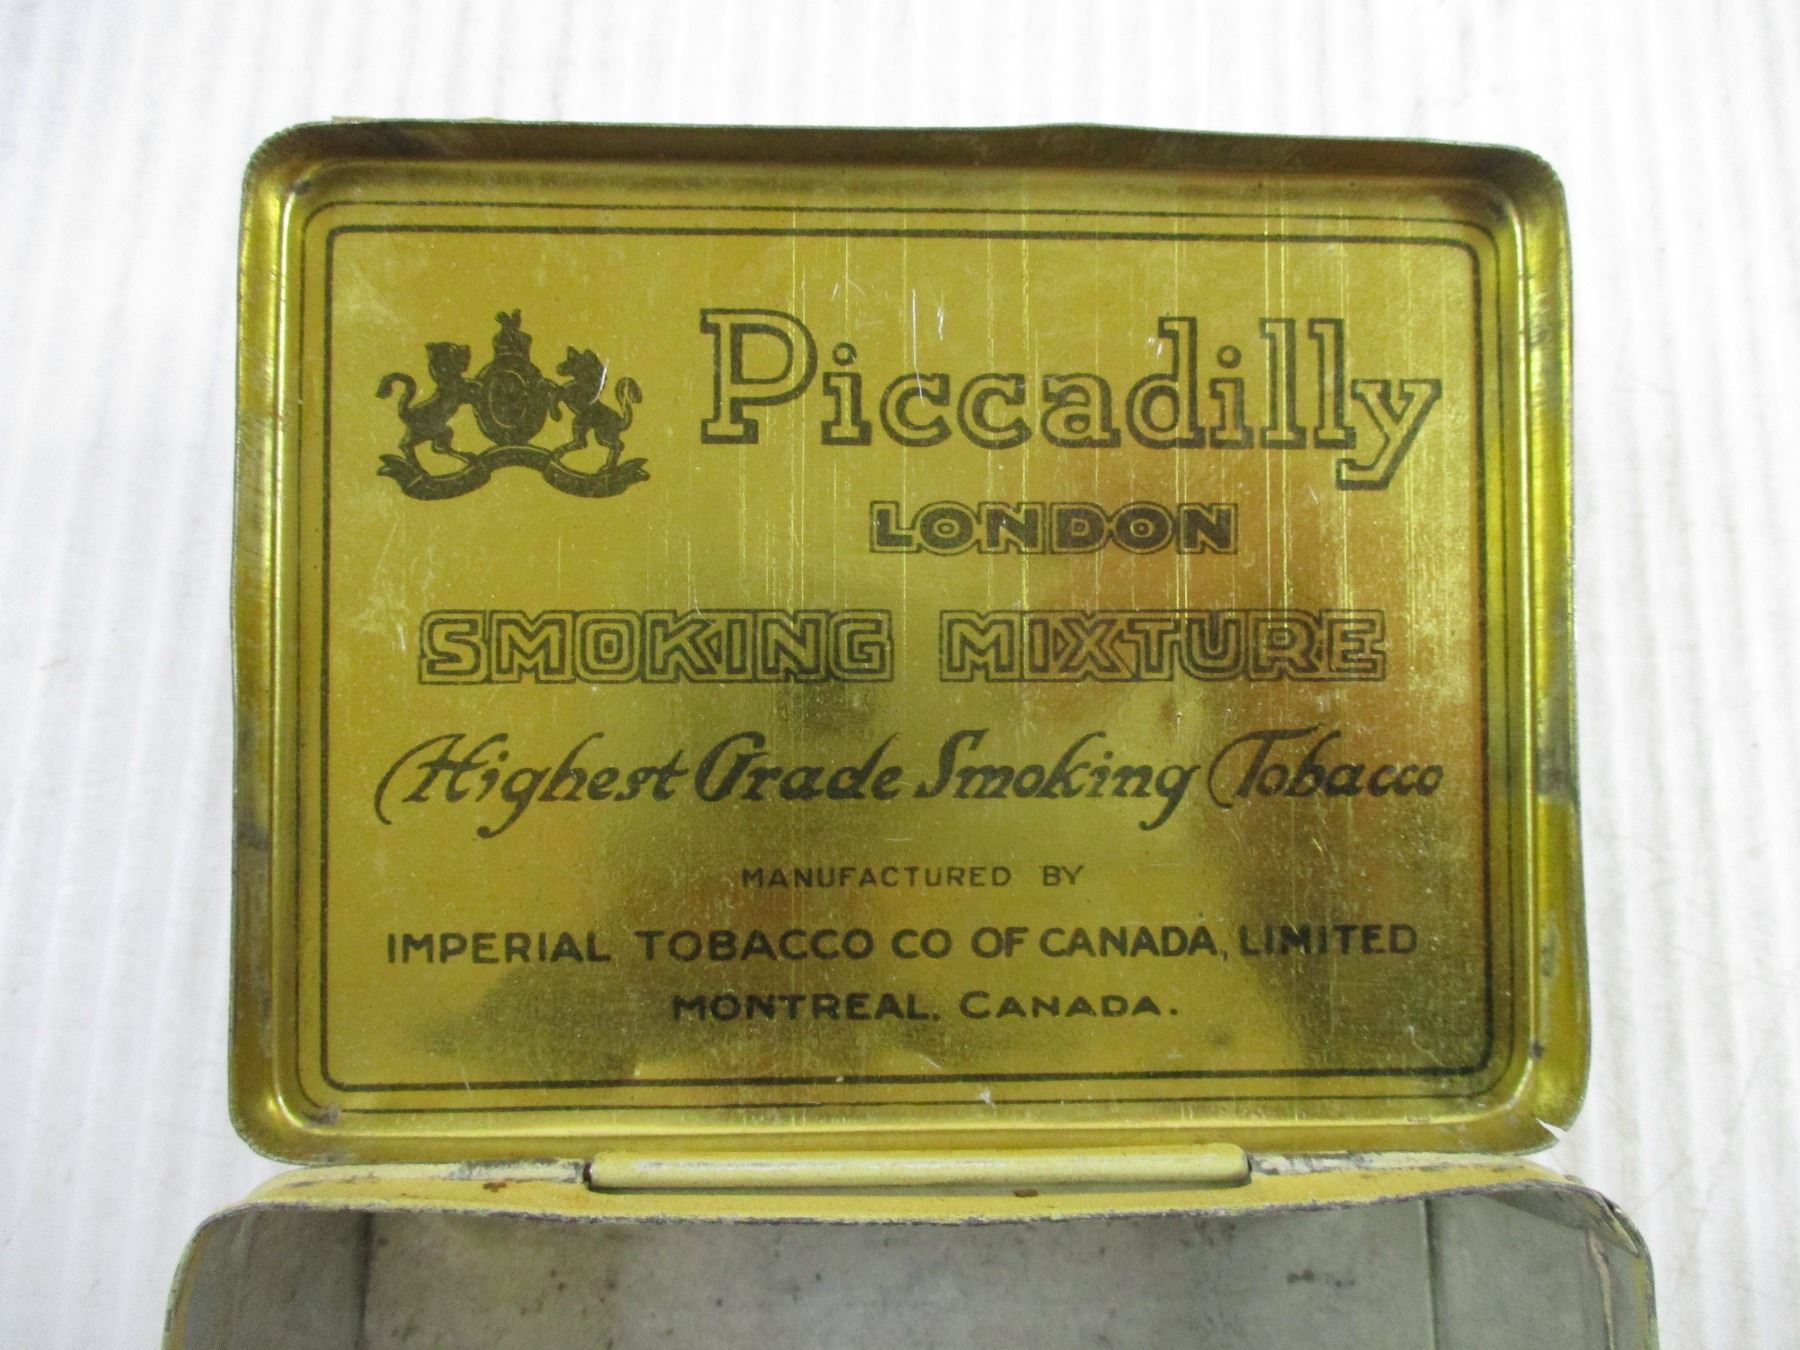 Piccadilly
LONDON
SMOKING MIXTURE
Highest Grade Smoking Tobacco
MANUFACTURED BY
IMPERIAL TOBACCO CO OF CANADA, LIMITED
MONTREAL. CANADA.